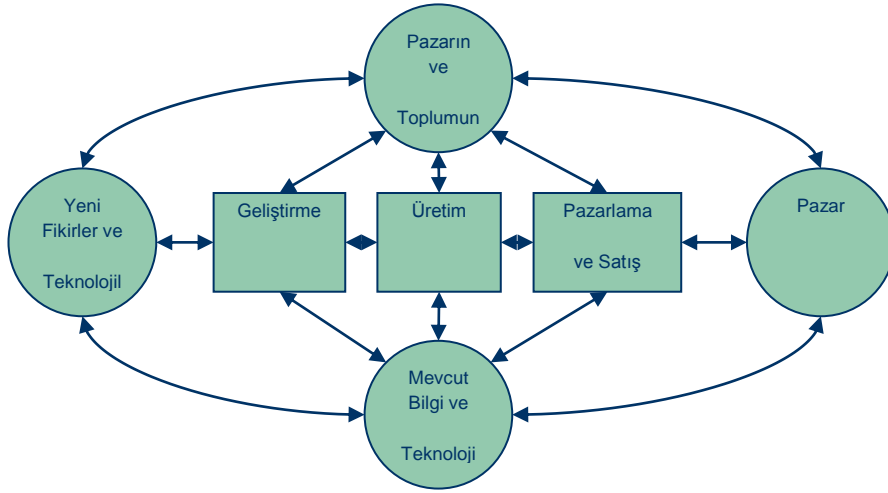 Pazarın
ve
Toplumun
Yeni
Fikirler ve
Teknolojil
Geliştirme
Üretim
Pazarlama
ve Satış
Pazar
Mevcut
Bilgi ve
Teknoloji